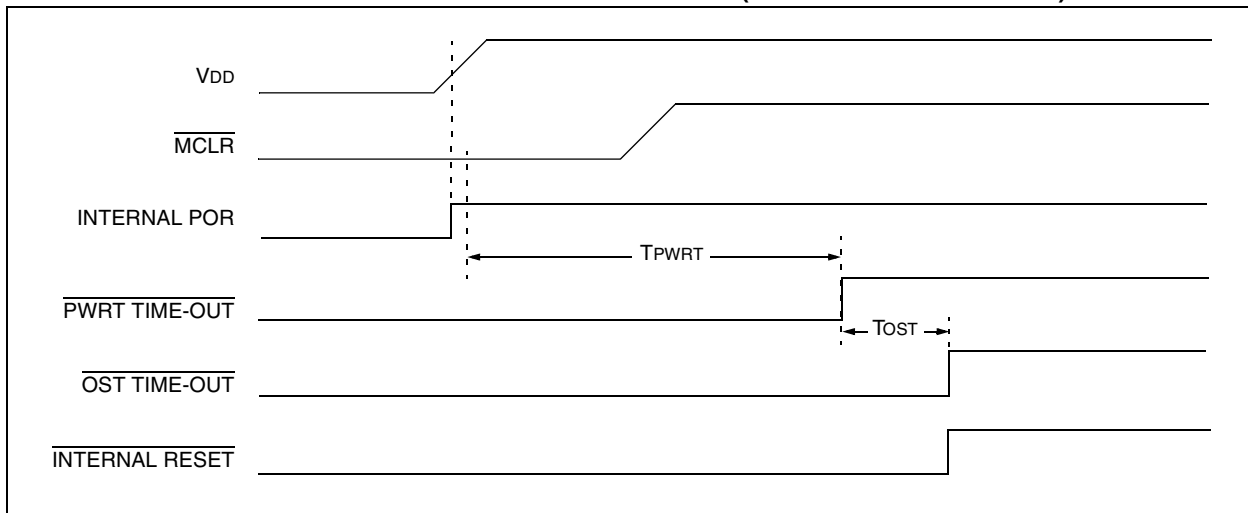 VDD
MCLR
INTERNAL POR
TPWRT
PWRT TIME-OUT
TOST
OST TIME-OUT
INTERNAL RESET